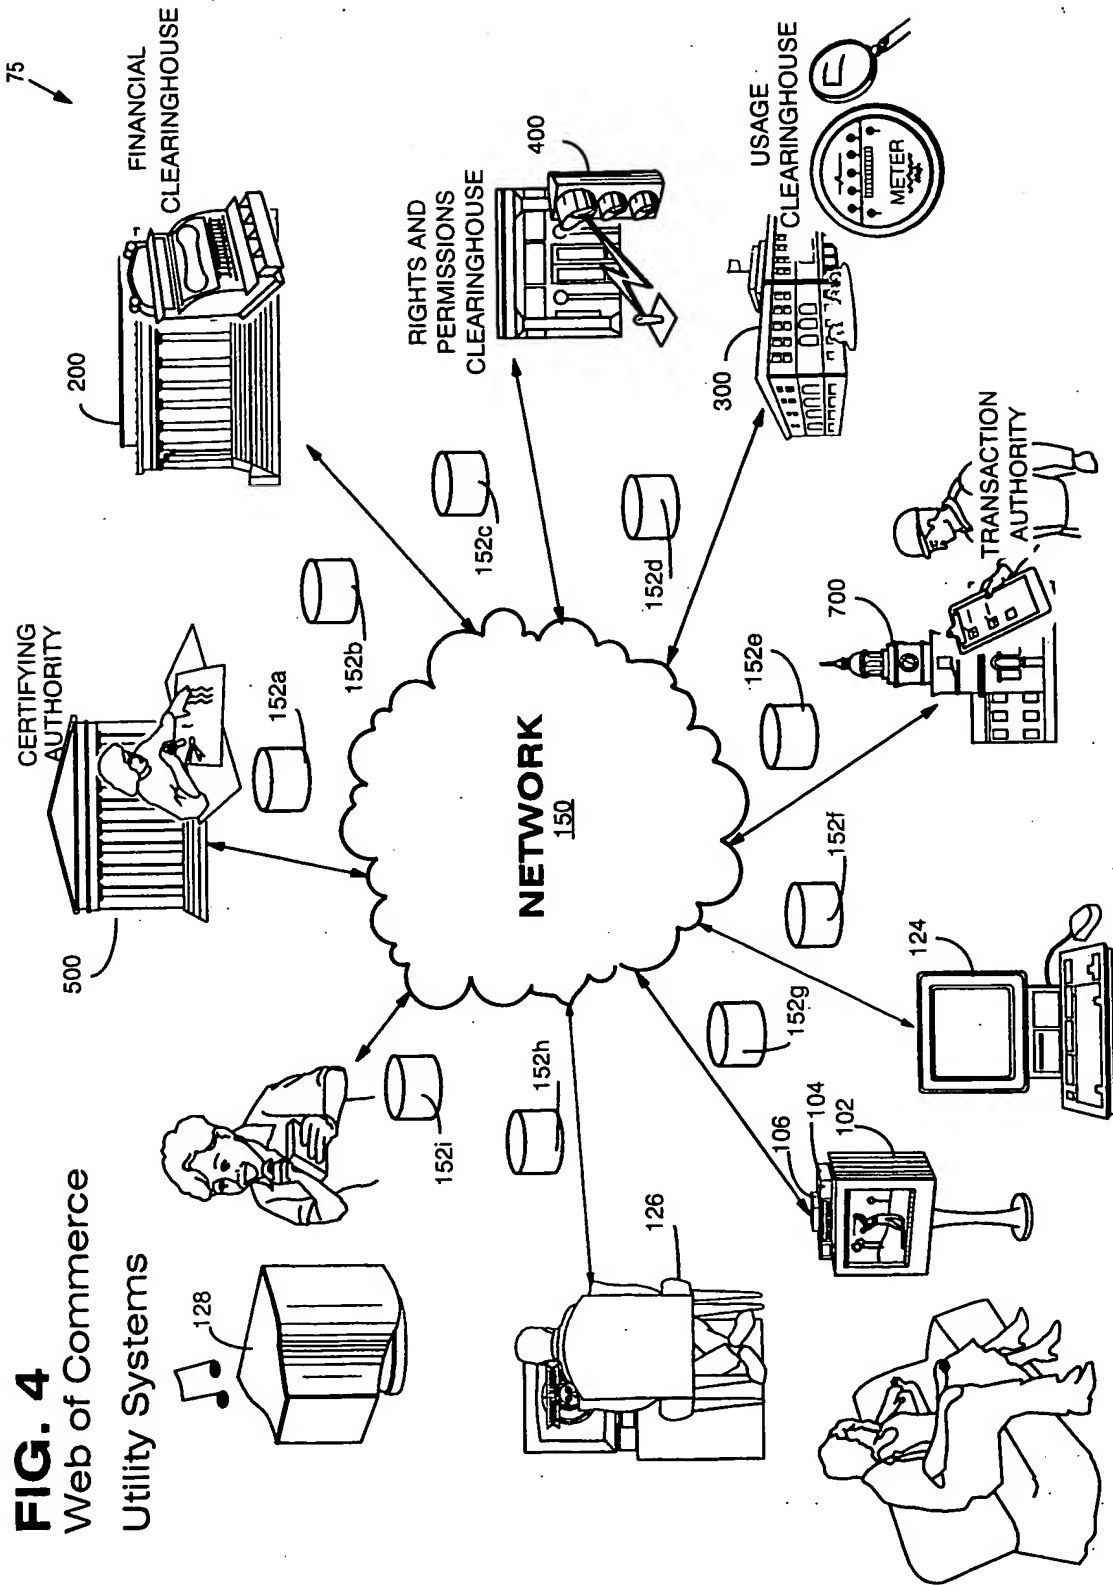 FIG. 4
Web of Commerce
Utility Systems
75
128
500
CERTIFYING
AUTHORITY
200
FINANCIAL
CLEARINGHOUSE
152a
152b
152c
RIGHTS AND
PERMISSIONS
CLEARINGHOUSE
400
152i
152h
NETWORK
150
152d
300
USAGE
CLEARINGHOUSE
METER
126
152g
152f
152e
700
TRANSACTION
AUTHORITY
106
104
102
124